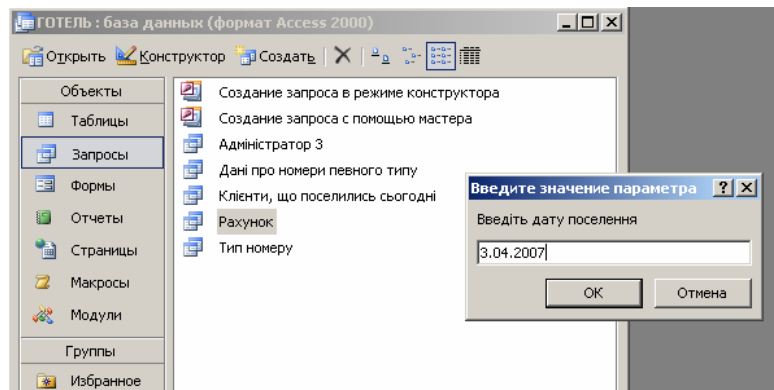 ГОТЕЛЬ : база данных (формат Access 2000)
Открыть Конструктор Создать
Объекты
Таблицы
Запросы
Формы
Отчеты
Страницы
Макросы
Модули
Группы
Избранное
Создание запроса в режиме конструктора
Создание запроса с помощью мастера
Адміністратор 3
Дані про номери певного типу
Клієнти, що поселились сьогодні
Рахунок
Тип номеру
Введите значение параметра
Введіть дату поселення
3.04.2007
ОК Отмена